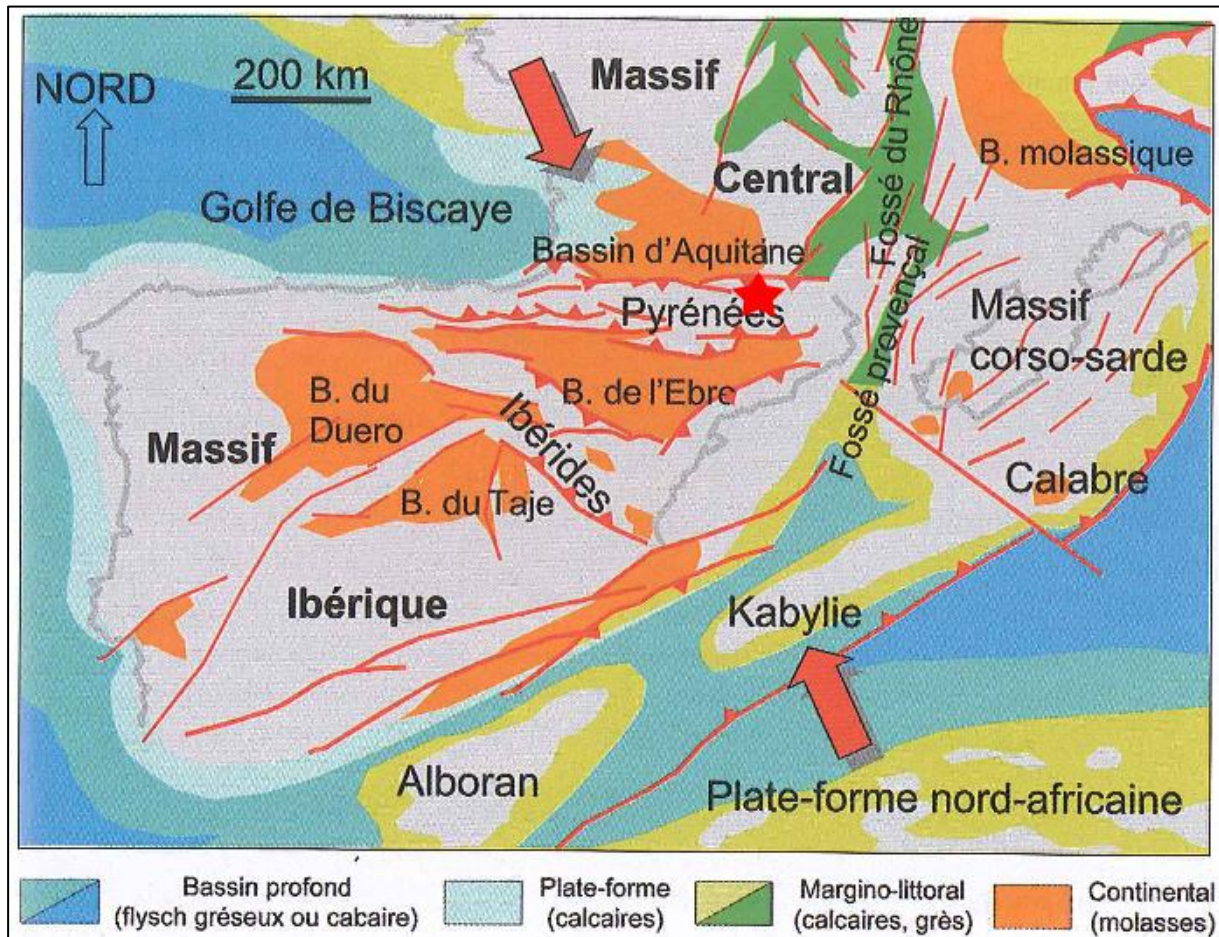 NORD
200 km
Massif
Central
Fossé du Rhône
B. molassique
Golfe de Biscaye
Bassin d'Aquitaine
Pyrénées
Fossé provençal
Massif
corso-sarde
B. du
Duero
B. de l'Ebre
Ibérides
Massif
B. du Taje
Calabre
Ibérique
Kabylie
Alboran
Plate-forme nord-africaine
Bassin profond
(flysch gréseux ou cabaire)
Plate-forme
(calcaires)
Margino-littoral
(calcaires, grès)
Continental
(molasses)